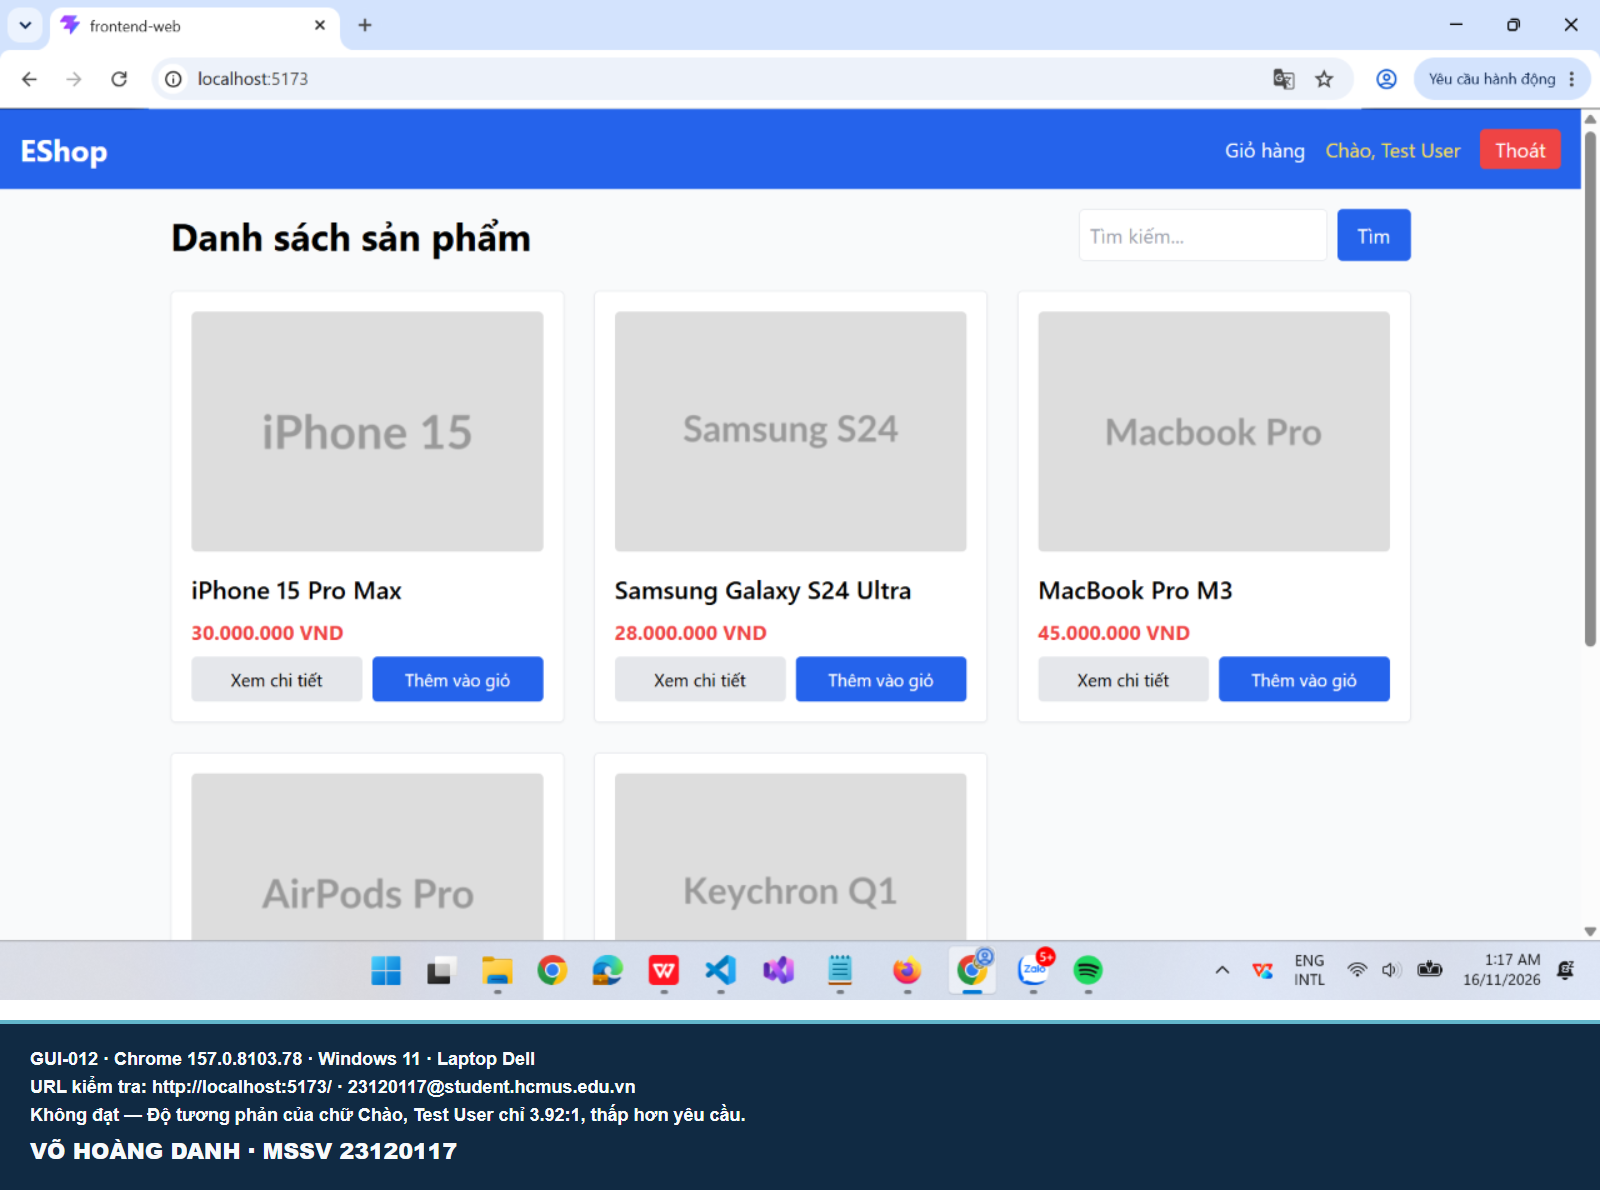 frontend-web
localhost:5173
Yêu cầu hành động
EShop
Giỏ hàng
Chào, Test User
Thoát
Danh sách sản phẩm
Tìm kiếm...
Tìm
iPhone 15
Samsung S24
Macbook Pro
iPhone 15 Pro Max
Samsung Galaxy S24 Ultra
MacBook Pro M3
30.000.000 VND
28.000.000 VND
45.000.000 VND
Xem chi tiết
Thêm vào giỏ
Xem chi tiết
Thêm vào giỏ
Xem chi tiết
Thêm vào giỏ
AirPods Pro
Keychron Q1
Zalo
5+
ENG
INTL
1:17 AM
16/11/2026
GUI-012 · Chrome 157.0.8103.78 · Windows 11 · Laptop Dell
URL kiểm tra: http://localhost:5173/ · 23120117@student.hcmus.edu.vn
Không đạt — Độ tương phản của chữ Chào, Test User chỉ 3.92:1, thấp hơn yêu cầu.
VÕ HOÀNG DANH · MSSV 23120117